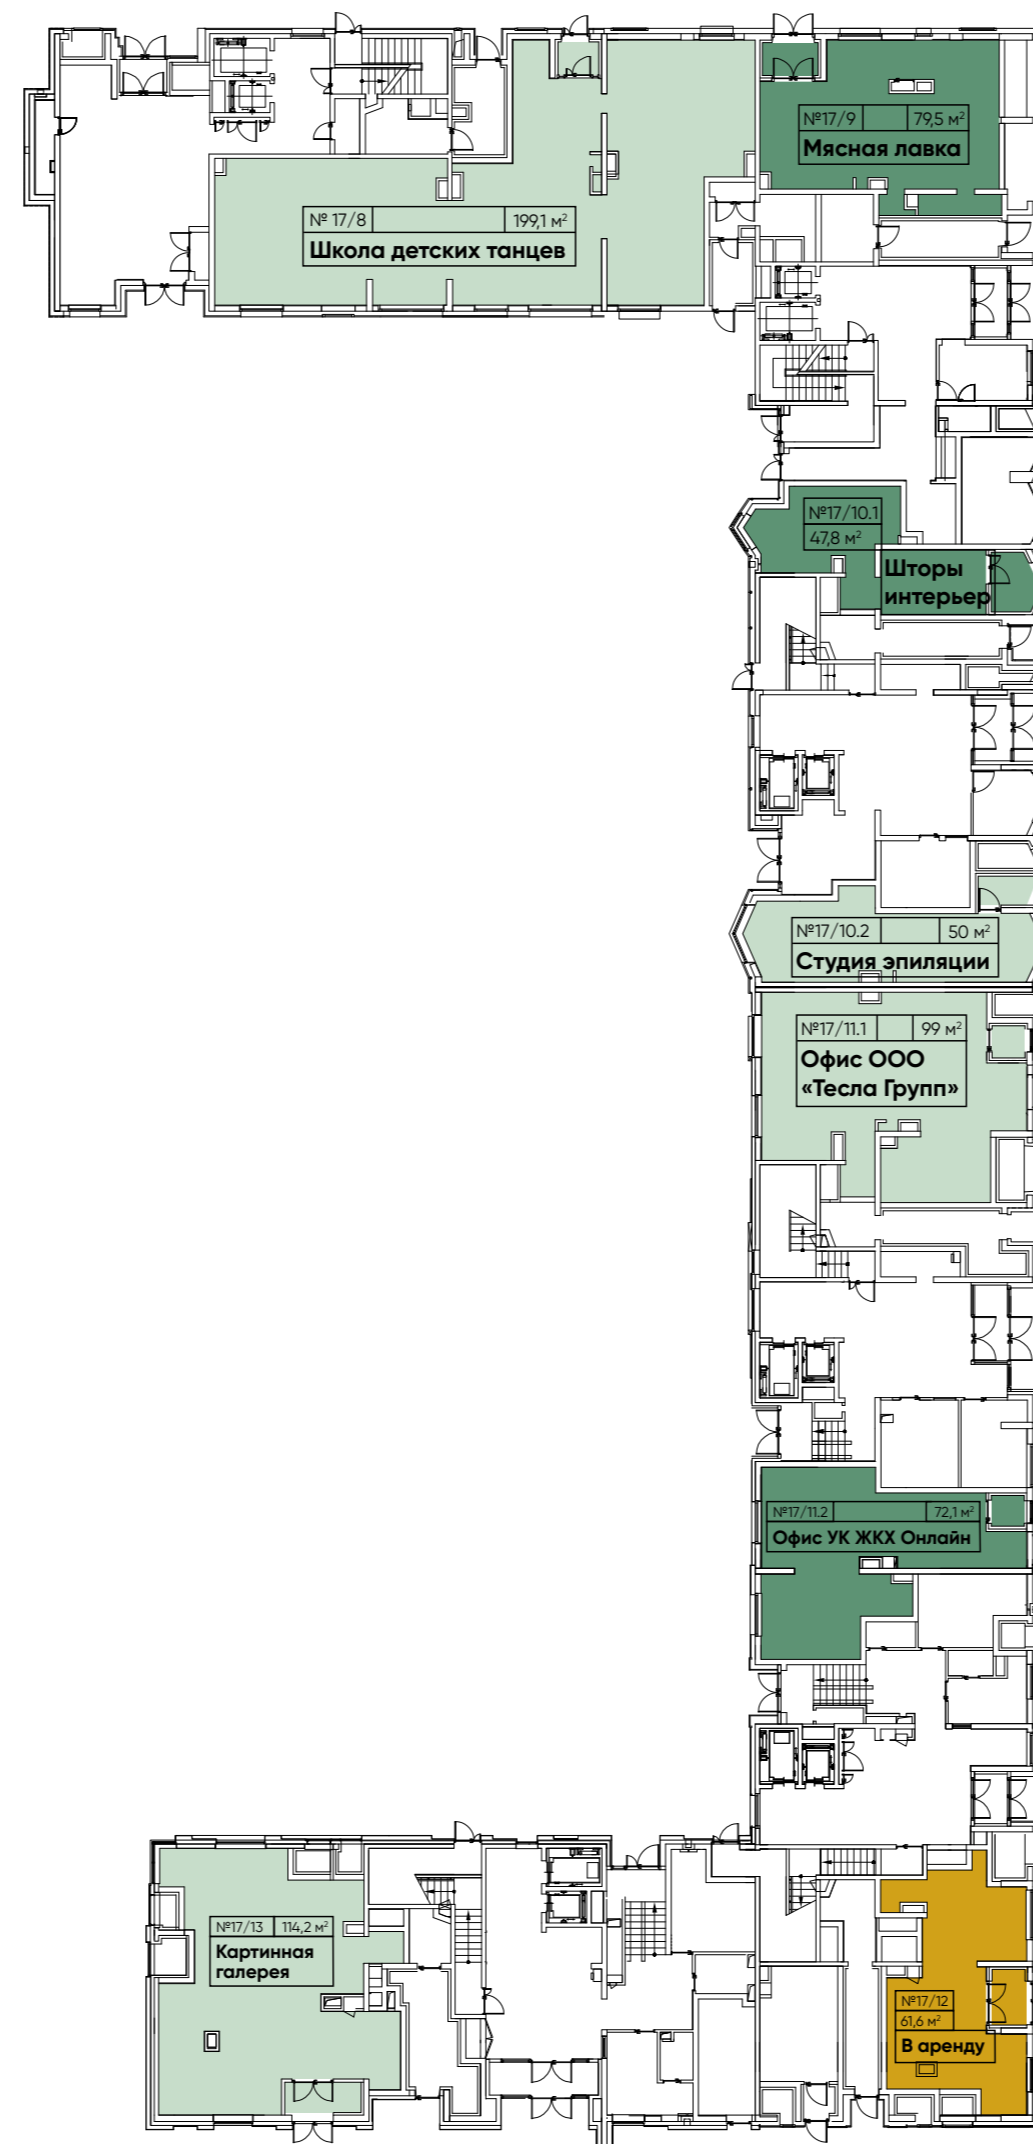 №17/9 79,5 м²
Мясная лавка
№ 17/8 199,1 м²
Школа детских танцев
№17/10.1
47,8 м²
Шторы
интерьер
№17/10.2 50 м²
Студия эпиляции
№17/11.1 99 м²
Офис ООО
«Тесла Групп»
№17/11.2 72,1 м²
Офис УК ЖКХ Онлайн
№17/13 114,2 м²
Картинная
галерея
№17/12
61,6 м²
В аренду